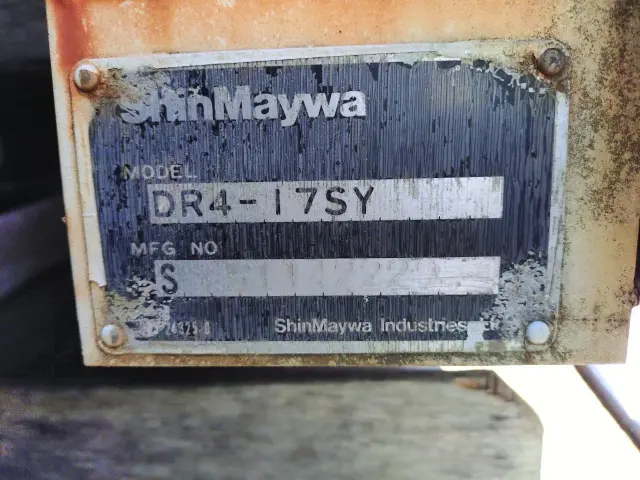 ShinMaywa
MODEL
DR4-17SY
MFG NO
S
ShinMaywa Industries